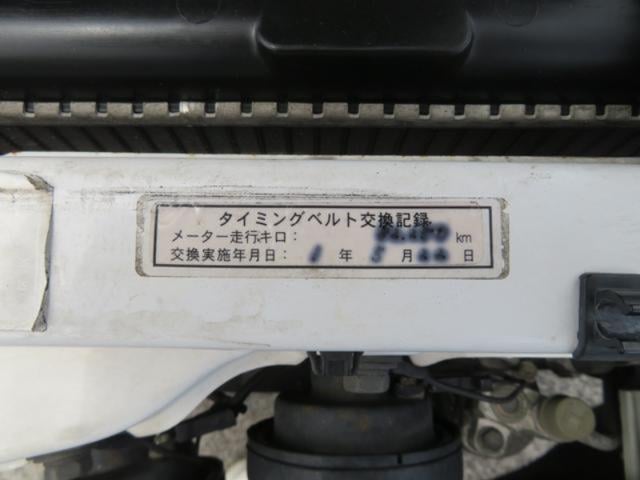 タイミングベルト交換記録
メーター走行キロ： km
交換実施年月日： 年 月 日